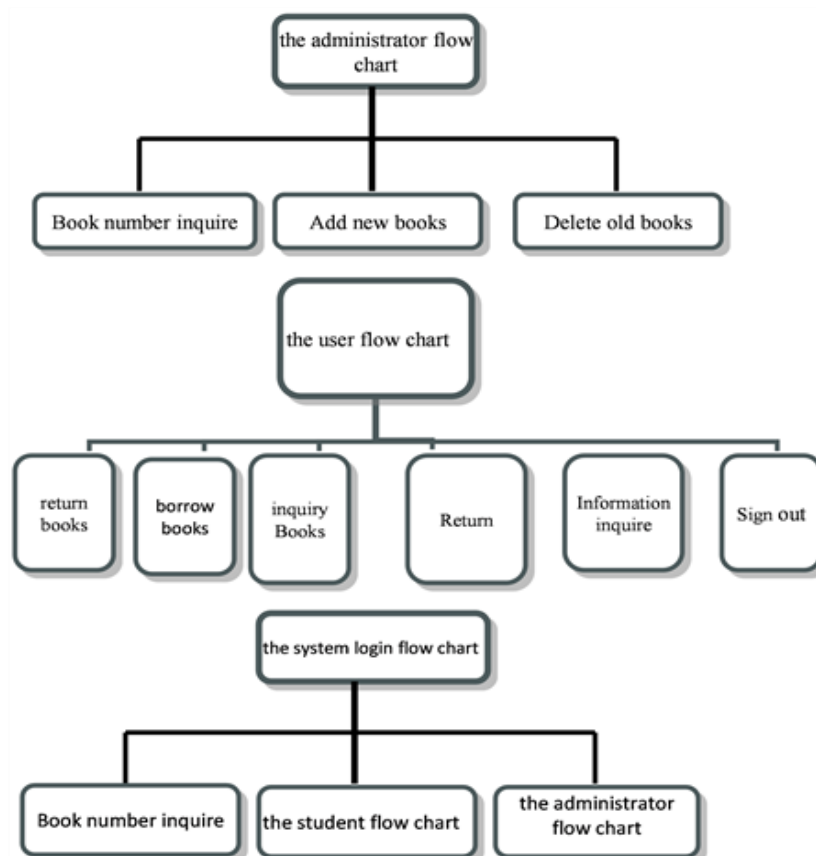 the administrator flow
chart
Book number inquire
Add new books
Delete old books
the user flow chart
return
books
borrow
books
inquiry
Books
Return
Information
inquire
Sign out
the system login flow chart
Book number inquire
the student flow chart
the administrator
flow chart